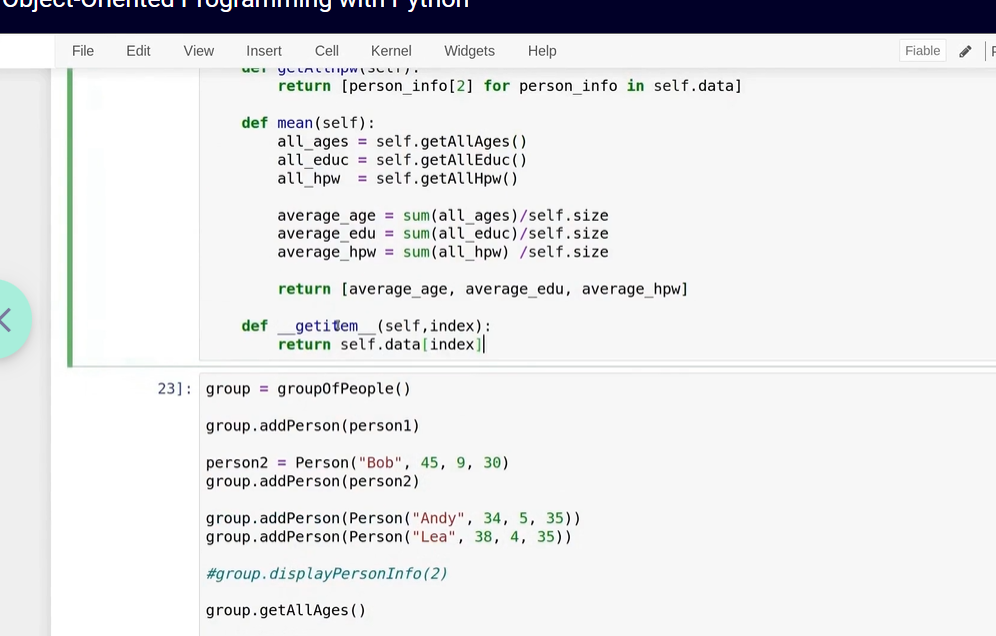 Object-Oriented Programming with Python
File Edit View Insert Cell Kernel Widgets Help Fiable
def getAllHpw(self):
return [person_info[2] for person_info in self.data]
def mean(self):
all_ages = self.getAllAges()
all_educ = self.getAllEduc()
all_hpw  = self.getAllHpw()
average_age = sum(all_ages)/self.size
average_edu = sum(all_educ)/self.size
average_hpw = sum(all_hpw) /self.size
return [average_age, average_edu, average_hpw]
def __getitem__(self,index):
return self.data[index]
23]: group = groupOfPeople()
group.addPerson(person1)
person2 = Person("Bob", 45, 9, 30)
group.addPerson(person2)
group.addPerson(Person("Andy", 34, 5, 35))
group.addPerson(Person("Lea", 38, 4, 35))
#group.displayPersonInfo(2)
group.getAllAges()